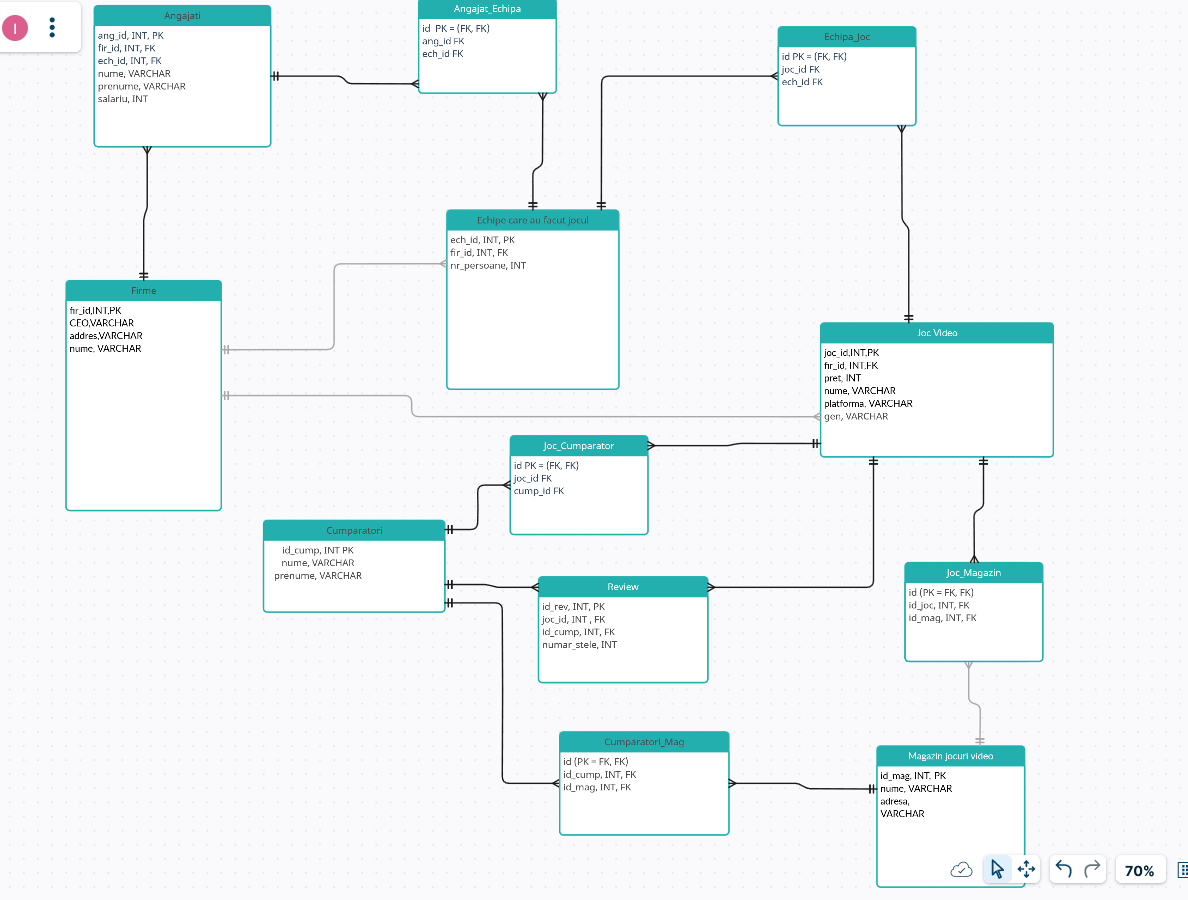 I
Angajati
ang_id, INT, PK
fir_id, INT, FK
ech_id, INT, FK
nume, VARCHAR
prenume, VARCHAR
salariu, INT
Angajat_Echipa
id PK = (FK, FK)
ang_id FK
ech_id FK
Echipa_Joc
id PK = (FK, FK)
joc_id FK
ech_id FK
Echipe care au facut jocul
ech_id, INT, PK
fir_id, INT, FK
nr_persoane, INT
Firme
fir_id,INT,PK
CEO,VARCHAR
addres,VARCHAR
nume, VARCHAR
Joc Video
joc_id,INT,PK
fir_id, INT,FK
pret, INT
nume, VARCHAR
platforma, VARCHAR
gen, VARCHAR
Joc_Cumparator
id PK = (FK, FK)
joc_id FK
cump_id FK
Cumparatori
id_cump, INT PK
nume, VARCHAR
prenume, VARCHAR
Review
id_rev, INT, PK
joc_id, INT , FK
id_cump, INT, FK
numar_stele, INT
Joc_Magazin
id (PK = FK, FK)
id_joc, INT, FK
id_mag, INT, FK
Cumparatori_Mag
id (PK = FK, FK)
id_cump, INT, FK
id_mag, INT, FK
Magazin jocuri video
id_mag, INT, PK
nume, VARCHAR
adresa,
VARCHAR
70%